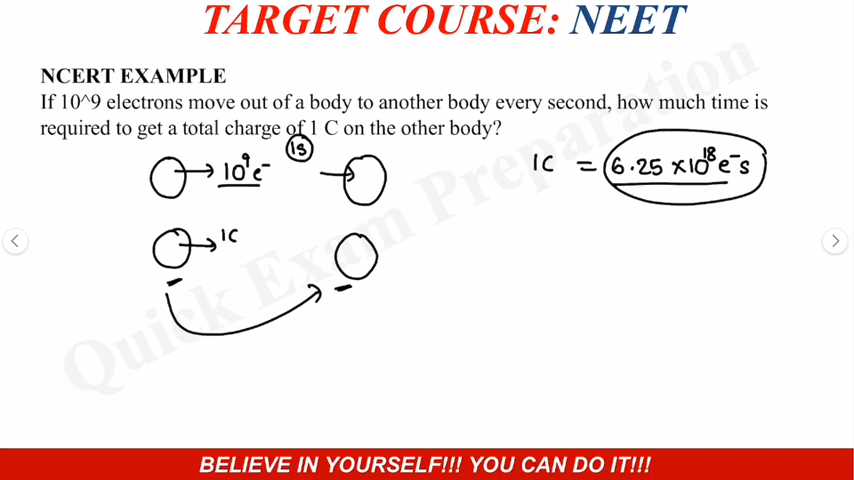 TARGET COURSE: NEET
NCERT EXAMPLE
If 10^9 electrons move out of a body to another body every second, how much time is
required to get a total charge of 1 C on the other body?
10⁹e⁻ 1s
1C = 6.25 ×10¹⁸e⁻s
1C
Quick Exam Preparation
BELIEVE IN YOURSELF!!! YOU CAN DO IT!!!